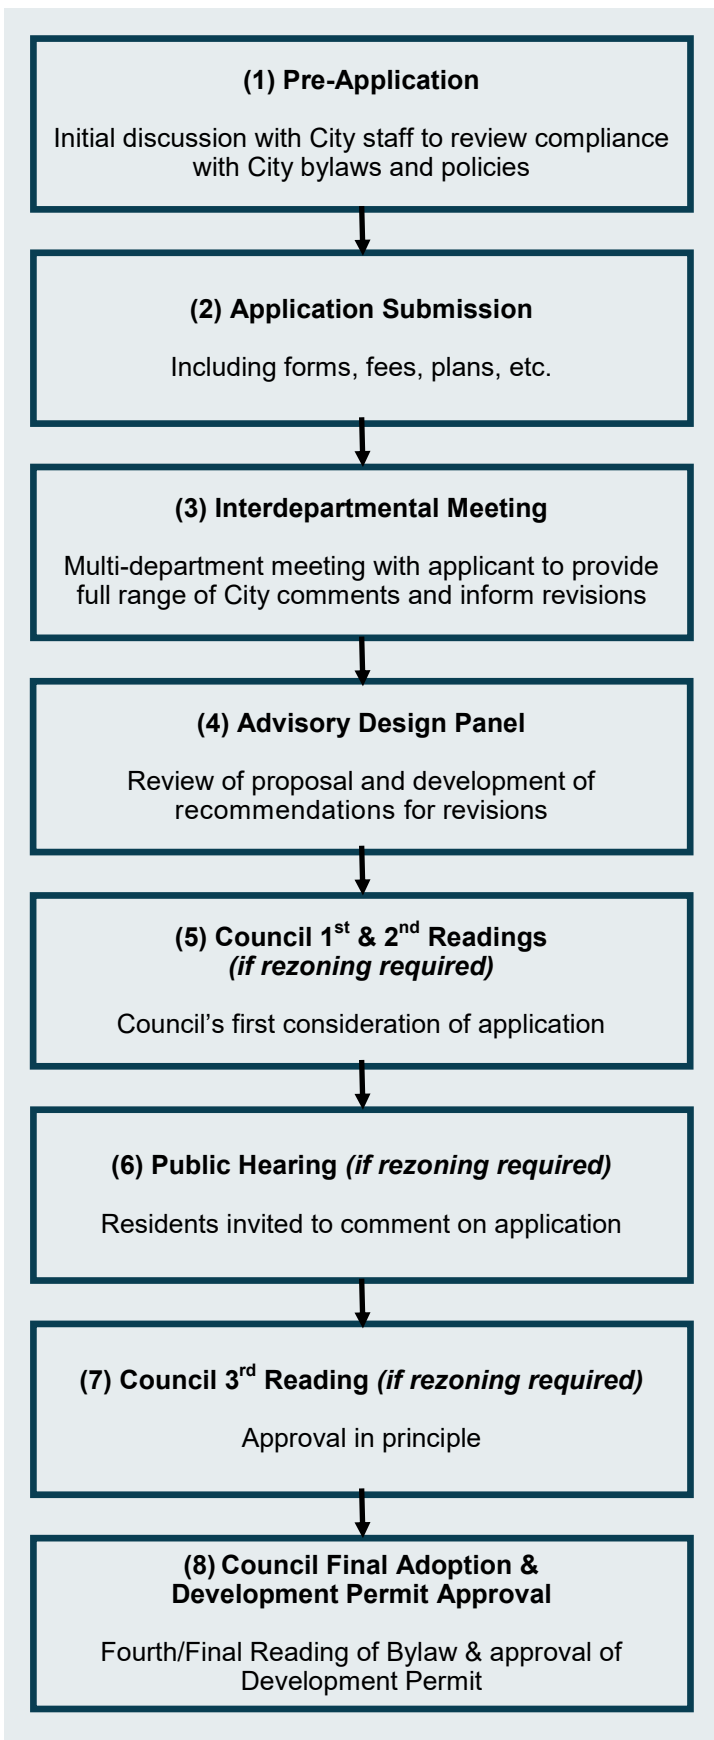 (1) Pre-Application
Initial discussion with City staff to review compliance
with City bylaws and policies
(2) Application Submission
Including forms, fees, plans, etc.
(3) Interdepartmental Meeting
Multi-department meeting with applicant to provide
full range of City comments and inform revisions
(4) Advisory Design Panel
Review of proposal and development of
recommendations for revisions
(5) Council 1st & 2nd Readings
(if rezoning required)
Council’s first consideration of application
(6) Public Hearing (if rezoning required)
Residents invited to comment on application
(7) Council 3rd Reading (if rezoning required)
Approval in principle
(8) Council Final Adoption &
Development Permit Approval
Fourth/Final Reading of Bylaw & approval of
Development Permit